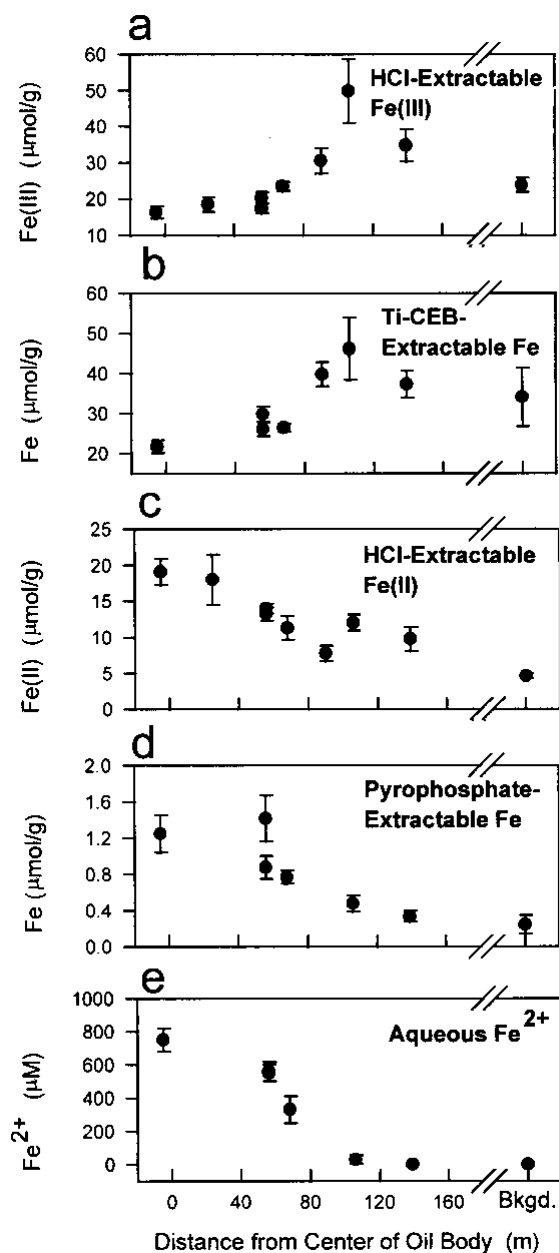 a
60
50
40
30
20
10
Fe(III) (μmol/g)
HCl-Extractable
Fe(III)
b
60
50
40
30
20
Fe (μmol/g)
Ti-CEB-
Extractable Fe
c
25
20
15
10
5
0
Fe(II) (μmol/g)
HCl-Extractable
Fe(II)
d
2.0
1.6
1.2
0.8
0.4
0.0
Fe (μmol/g)
Pyrophosphate-
Extractable Fe
e
1000
800
600
400
200
0
Fe2+ (μM)
Aqueous Fe2+
0 40 80 120 160 Bkgd.
Distance from Center of Oil Body (m)